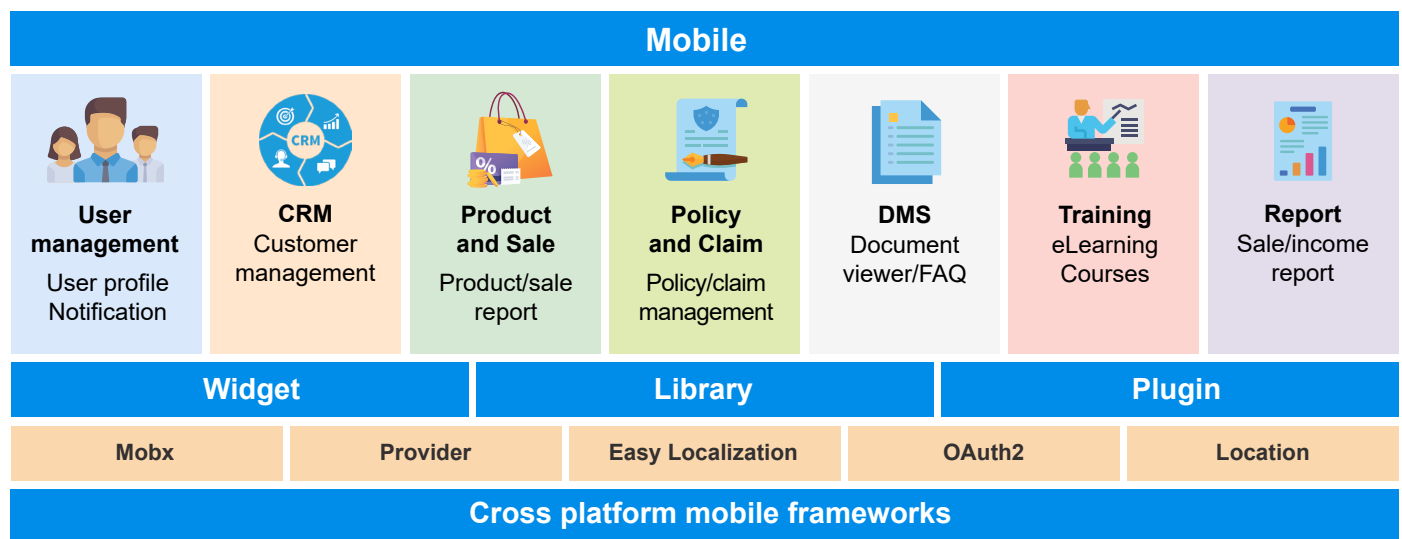 Mobile
CRM
%
User
management
User profile
Notification
CRM
Customer
management
Product
and Sale
Product/sale
report
Policy
and Claim
Policy/claim
management
DMS
Document
viewer/FAQ
Training
eLearning
Courses
Report
Sale/income
report
Widget
Library
Plugin
Mobx
Provider
Easy Localization
OAuth2
Location
Cross platform mobile frameworks